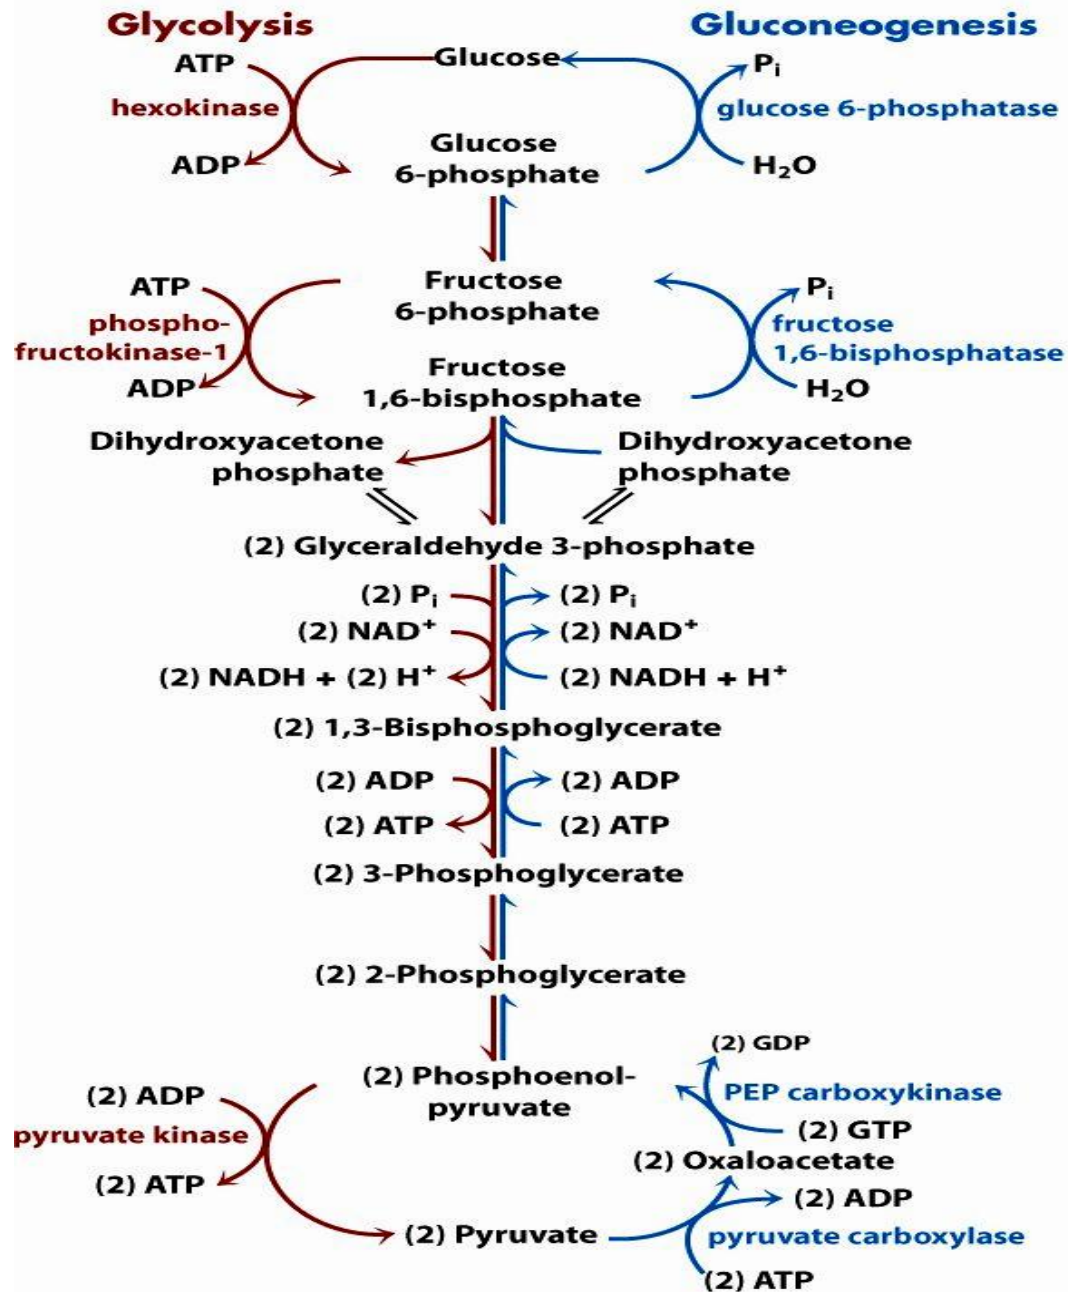 Glycolysis
Gluconeogenesis
ATP
Glucose
Pi
hexokinase
glucose 6-phosphatase
ADP
Glucose
6-phosphate
H₂O
ATP
Fructose
6-phosphate
Pi
phospho-
fructokinase-1
fructose
1,6-bisphosphatase
ADP
Fructose
1,6-bisphosphate
H₂O
Dihydroxyacetone
phosphate
Dihydroxyacetone
phosphate
(2) Glyceraldehyde 3-phosphate
(2) Pi
(2) Pi
(2) NAD⁺
(2) NAD⁺
(2) NADH + (2) H⁺
(2) NADH + H⁺
(2) 1,3-Bisphosphoglycerate
(2) ADP
(2) ADP
(2) ATP
(2) ATP
(2) 3-Phosphoglycerate
(2) 2-Phosphoglycerate
(2) GDP
(2) ADP
(2) Phosphoenol-
pyruvate
PEP carboxykinase
pyruvate kinase
(2) GTP
(2) ATP
(2) Oxaloacetate
(2) ADP
(2) Pyruvate
pyruvate carboxylase
(2) ATP